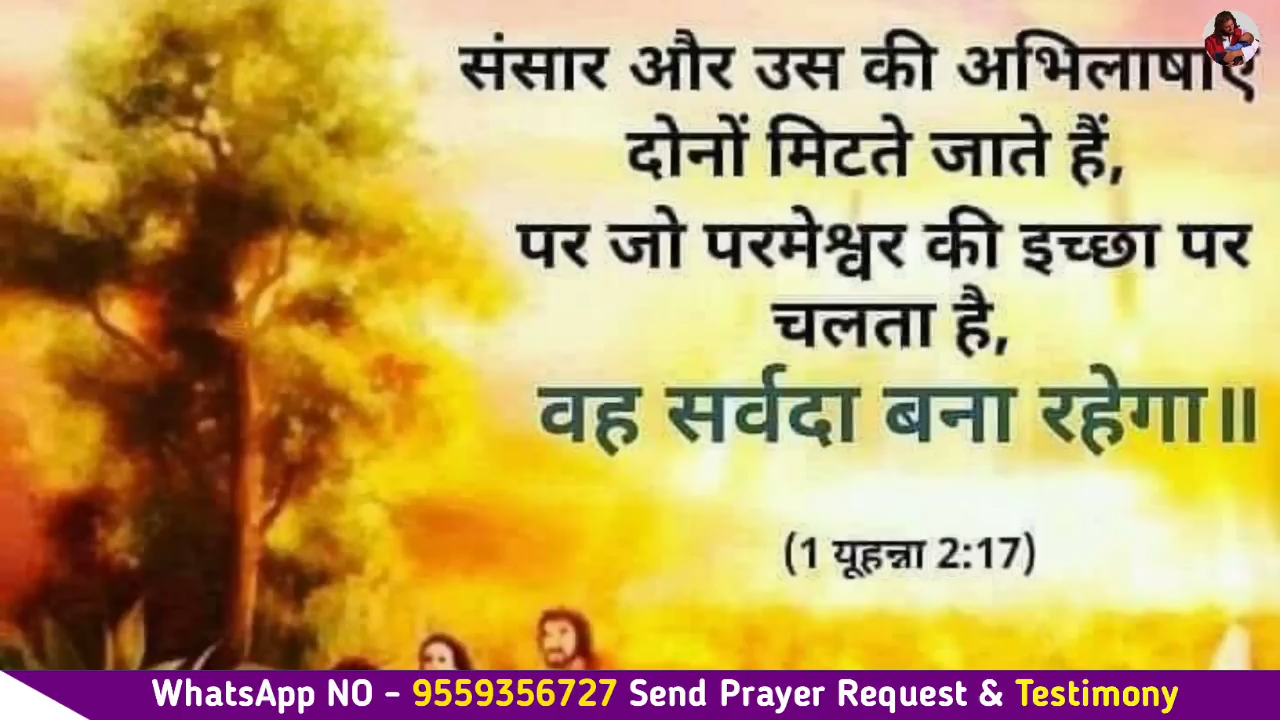 संसार और उस की अभिलाषाएं
दोनों मिटते जाते हैं,
पर जो परमेश्वर की इच्छा पर
चलता है,
वह सर्वदा बना रहेगा॥
(1 यूहन्ना 2:17)
WhatsApp NO - 9559356727 Send Prayer Request & Testimony